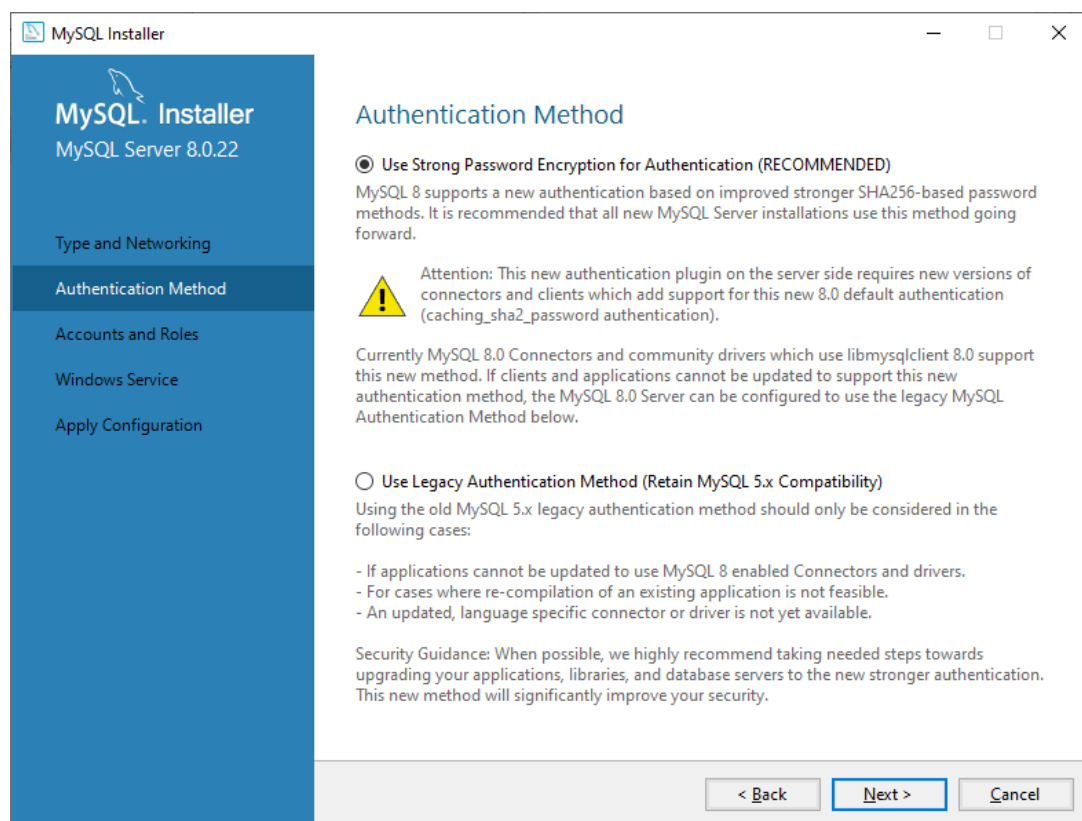 MySQL Installer
MySQL. Installer
MySQL Server 8.0.22
Type and Networking
Authentication Method
Accounts and Roles
Windows Service
Apply Configuration
Authentication Method
Use Strong Password Encryption for Authentication (RECOMMENDED)
MySQL 8 supports a new authentication based on improved stronger SHA256-based password
methods. It is recommended that all new MySQL Server installations use this method going
forward.
Attention: This new authentication plugin on the server side requires new versions of
connectors and clients which add support for this new 8.0 default authentication
(caching_sha2_password authentication).
Currently MySQL 8.0 Connectors and community drivers which use libmysqlclient 8.0 support
this new method. If clients and applications cannot be updated to support this new
authentication method, the MySQL 8.0 Server can be configured to use the legacy MySQL
Authentication Method below.
Use Legacy Authentication Method (Retain MySQL 5.x Compatibility)
Using the old MySQL 5.x legacy authentication method should only be considered in the
following cases:
- If applications cannot be updated to use MySQL 8 enabled Connectors and drivers.
- For cases where re-compilation of an existing application is not feasible.
- An updated, language specific connector or driver is not yet available.
Security Guidance: When possible, we highly recommend taking needed steps towards
upgrading your applications, libraries, and database servers to the new stronger authentication.
This new method will significantly improve your security.
< Back
Next >
Cancel